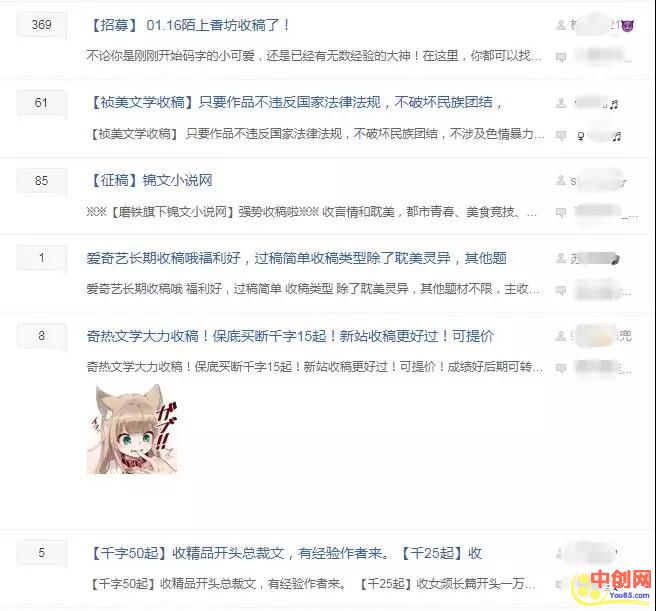 369
【招募】 01.16陌上香坊收稿了！
21😈
不论你是刚刚开始码字的小可爱，还是已经有无数经验的大神！在这里，你都可以找…
61
【祯美文学收稿】只要作品不违反国家法律法规，不破坏民族团结，
♬
【祯美文学收稿】 只要作品不违反国家法律法规，不破坏民族团结，不涉及色情暴力…
♀ ♬
85
【征稿】锦文小说网
s
※※【磨铁旗下锦文小说网】强势收稿啦※※ 收言情和耽美，都市青春、美食竞技、…
_...
1
爱奇艺长期收稿哦福利好，过稿简单收稿类型除了耽美灵异，其他题
苏
爱奇艺长期收稿哦 福利好，过稿简单 收稿类型 除了耽美灵异，其他题材不限，主收…
8
奇热文学大力收稿！保底买断千字15起！新站收稿更好过！可提价
兜
奇热文学大力收稿！保底买断千字15起！新站收稿更好过！可提价！成绩好后期可转…
ガブ!!
5
【千字50起】收精品开头总裁文，有经验作者来。【千25起】收
【千字50起】收精品开头总裁文，有经验作者来。 【千25起】收女频长篇开头一万…
中创网
You85.com